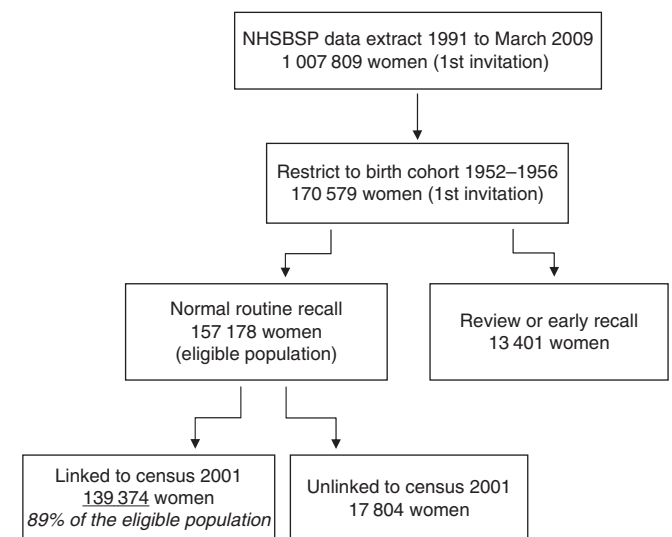 NHSBSP data extract 1991 to March 2009
1 007 809 women (1st invitation)
Restrict to birth cohort 1952–1956
170 579 women (1st invitation)
Normal routine recall
157 178 women
(eligible population)
Review or early recall
13 401 women
Linked to census 2001
139 374 women
89% of the eligible population
Unlinked to census 2001
17 804 women